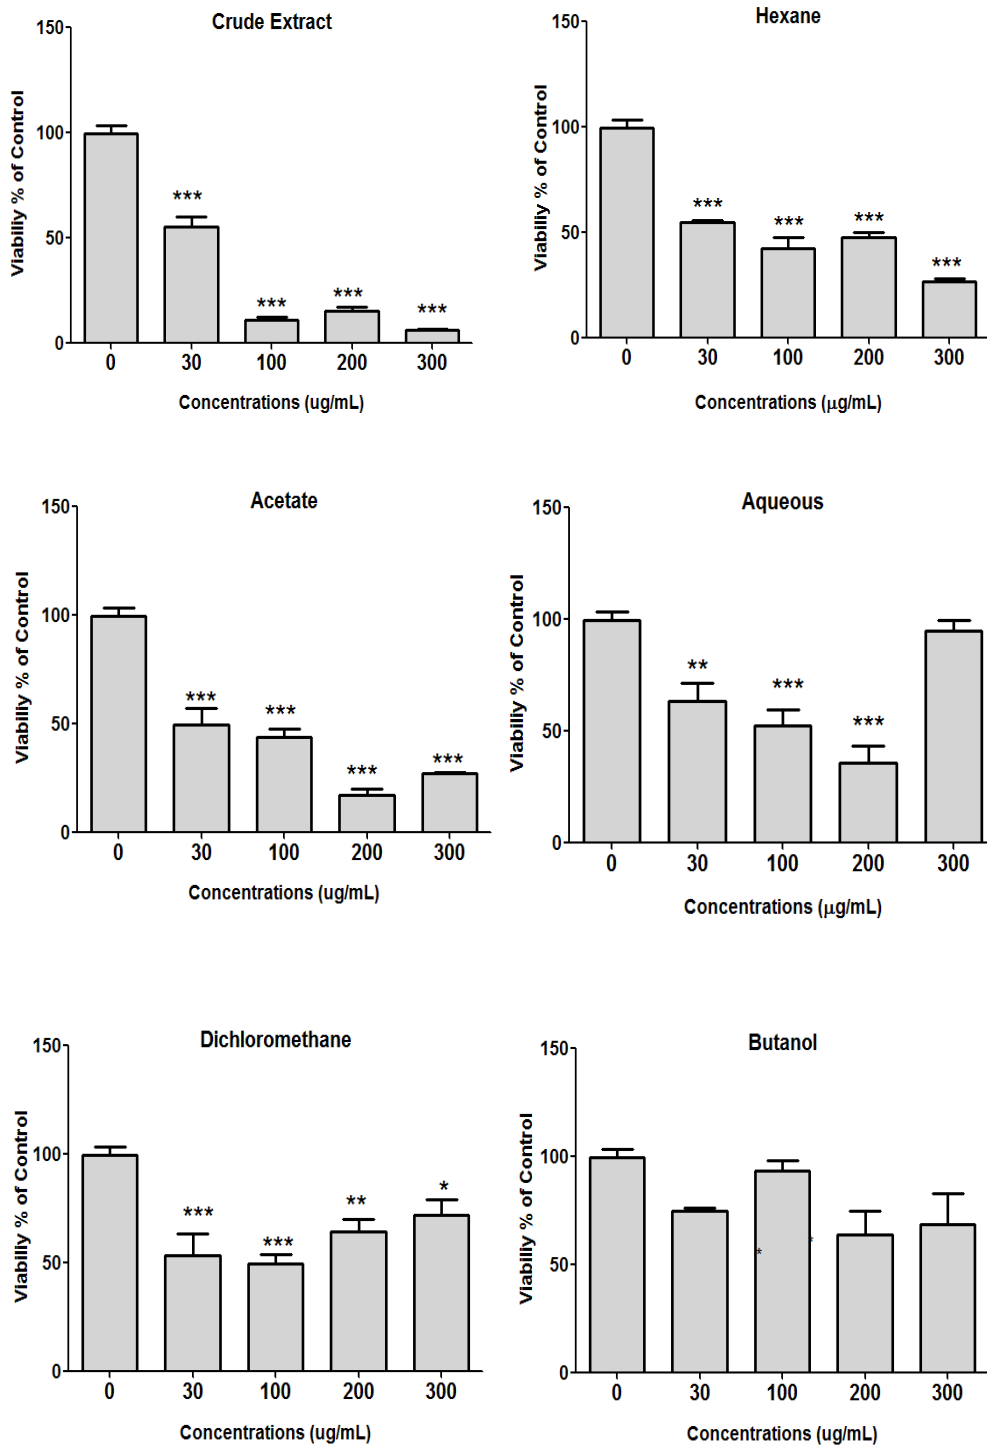 Crude Extract
Viabiliy % of Control
150
100
50
0
***
***
***
***
0 30 100 200 300
Concentrations (ug/mL)
Hexane
Viabiliy % of Control
150
100
50
0
***
***
***
***
0 30 100 200 300
Concentrations (μg/mL)
Acetate
Viabiliy % of Control
150
100
50
0
***
***
***
***
0 30 100 200 300
Concentrations (ug/mL)
Aqueous
Viabiliy % of Control
150
100
50
0
**
***
***
0 30 100 200 300
Concentrations (μg/mL)
Dichloromethane
Viabiliy % of Control
150
100
50
0
***
***
**
*
0 30 100 200 300
Concentrations (ug/mL)
Butanol
Viabiliy % of Control
150
100
50
0
*
*
0 30 100 200 300
Concentrations (ug/mL)